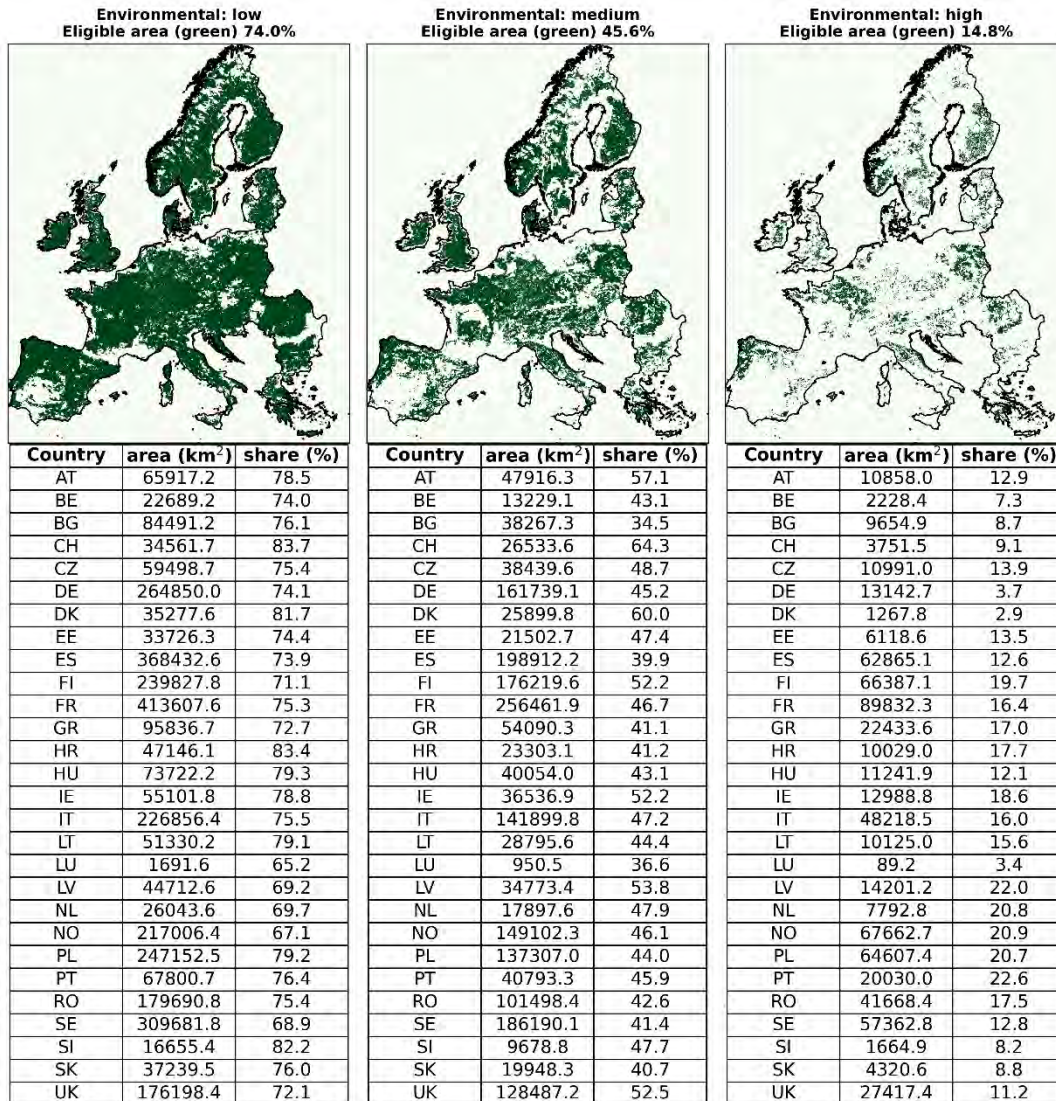 Environmental: low
Eligible area (green) 74.0%
Country area (km²) share (%)
AT 65917.2 78.5
BE 22689.2 74.0
BG 84491.2 76.1
CH 34561.7 83.7
CZ 59498.7 75.4
DE 264850.0 74.1
DK 35277.6 81.7
EE 33726.3 74.4
ES 368432.6 73.9
FI 239827.8 71.1
FR 413607.6 75.3
GR 95836.7 72.7
HR 47146.1 83.4
HU 73722.2 79.3
IE 55101.8 78.8
IT 226856.4 75.5
LT 51330.2 79.1
LU 1691.6 65.2
LV 44712.6 69.2
NL 26043.6 69.7
NO 217006.4 67.1
PL 247152.5 79.2
PT 67800.7 76.4
RO 179690.8 75.4
SE 309681.8 68.9
SI 16655.4 82.2
SK 37239.5 76.0
UK 176198.4 72.1
Environmental: medium
Eligible area (green) 45.6%
Country area (km²) share (%)
AT 47916.3 57.1
BE 13229.1 43.1
BG 38267.3 34.5
CH 26533.6 64.3
CZ 38439.6 48.7
DE 161739.1 45.2
DK 25899.8 60.0
EE 21502.7 47.4
ES 198912.2 39.9
FI 176219.6 52.2
FR 256461.9 46.7
GR 54090.3 41.1
HR 23303.1 41.2
HU 40054.0 43.1
IE 36536.9 52.2
IT 141899.8 47.2
LT 28795.6 44.4
LU 950.5 36.6
LV 34773.4 53.8
NL 17897.6 47.9
NO 149102.3 46.1
PL 137307.0 44.0
PT 40793.3 45.9
RO 101498.4 42.6
SE 186190.1 41.4
SI 9678.8 47.7
SK 19948.3 40.7
UK 128487.2 52.5
Environmental: high
Eligible area (green) 14.8%
Country area (km²) share (%)
AT 10858.0 12.9
BE 2228.4 7.3
BG 9654.9 8.7
CH 3751.5 9.1
CZ 10991.0 13.9
DE 13142.7 3.7
DK 1267.8 2.9
EE 6118.6 13.5
ES 62865.1 12.6
FI 66387.1 19.7
FR 89832.3 16.4
GR 22433.6 17.0
HR 10029.0 17.7
HU 11241.9 12.1
IE 12988.8 18.6
IT 48218.5 16.0
LT 10125.0 15.6
LU 89.2 3.4
LV 14201.2 22.0
NL 7792.8 20.8
NO 67662.7 20.9
PL 64607.4 20.7
PT 20030.0 22.6
RO 41668.4 17.5
SE 57362.8 12.8
SI 1664.9 8.2
SK 4320.6 8.8
UK 27417.4 11.2